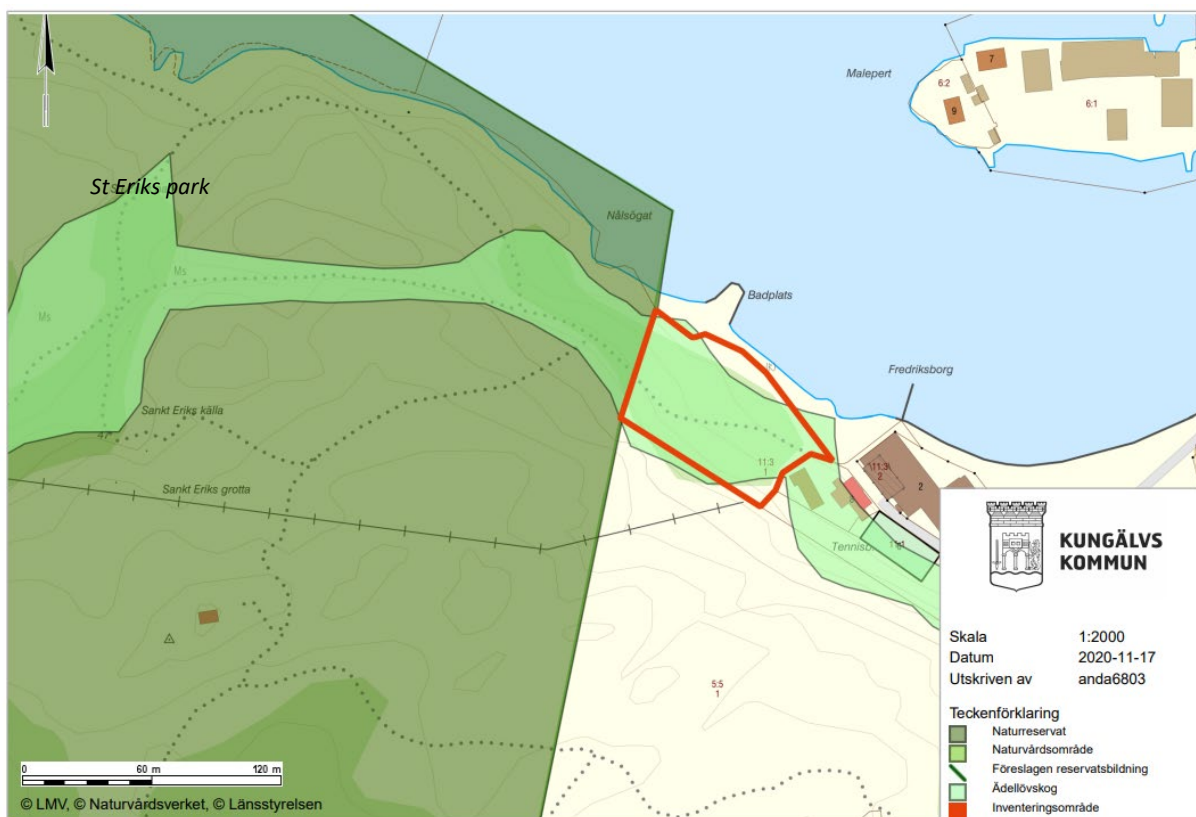 Malepert
7
6:2
9
6:1
St Eriks park
Nålsögat
Ms
Badplats
Ms
Fredriksborg
Sankt Eriks källa
47
11:3
1
11:3
2
2
Sankt Eriks grotta
8
5:5
1
KUNGÄLVS
KOMMUN
Skala 1:2000
Datum 2020-11-17
Utskriven av anda6803
Teckenförklaring
Naturreservat
Naturvårdsområde
Föreslagen reservatsbildning
Ädellövskog
Inventeringsområde
0 60 m 120 m
© LMV, © Naturvårdsverket, © Länsstyrelsen